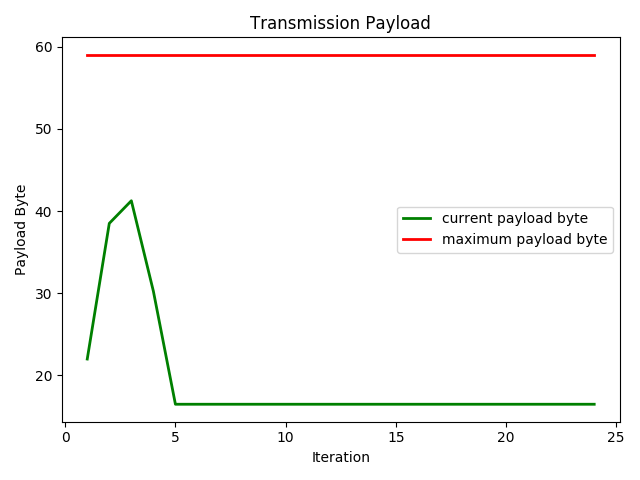 Transmission Payload
60
50
40
30
20
Payload Byte
current payload byte
maximum payload byte
0 5 10 15 20 25
Iteration